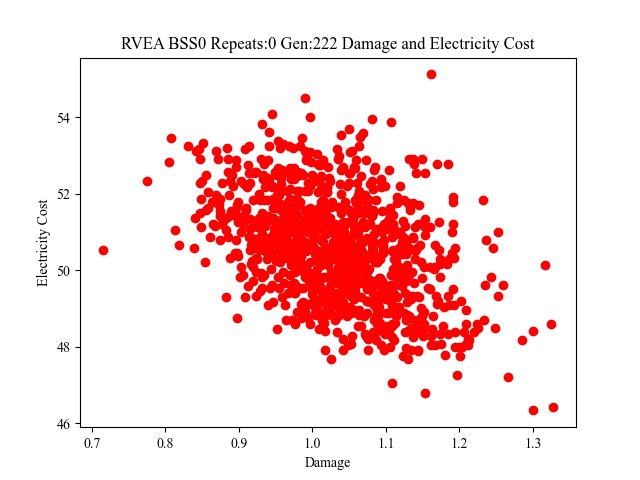 RVEA BSS0 Repeats:0 Gen:222 Damage and Electricity Cost
54
52
50
48
46
Electricity Cost
0.7 0.8 0.9 1.0 1.1 1.2 1.3
Damage